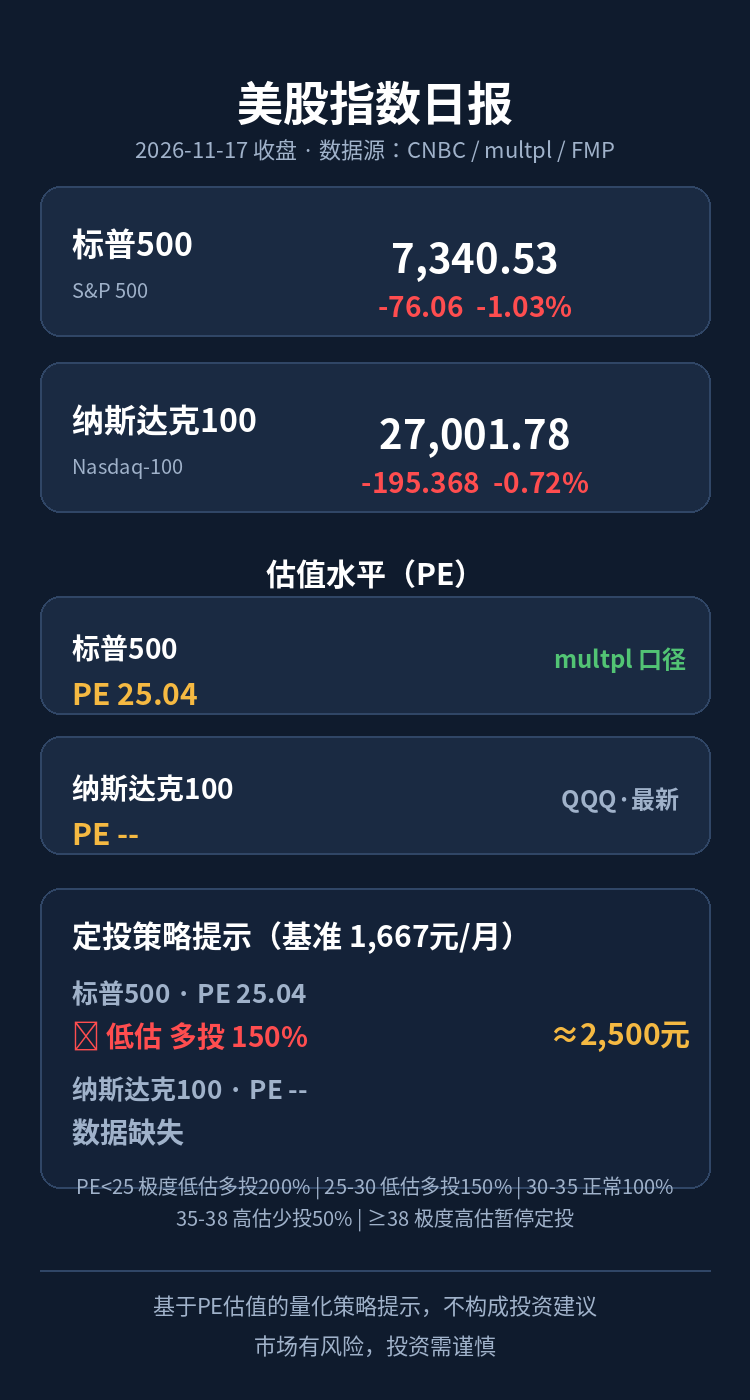 美股指数日报
2026-11-17 收盘 · 数据源：CNBC / multpl / FMP
标普500
7,340.53
S&P 500
-76.06 -1.03%
纳斯达克100
27,001.78
Nasdaq-100
-195.368 -0.72%
估值水平（PE）
标普500
multpl 口径
PE 25.04
纳斯达克100
QQQ·最新
PE --
定投策略提示（基准 1,667元/月）
标普500 · PE 25.04
低估 多投 150%
≈2,500元
纳斯达克100 · PE --
数据缺失
PE<25 极度低估多投200% | 25-30 低估多投150% | 30-35 正常100%
35-38 高估少投50% | ≥38 极度高估暂停定投
基于PE估值的量化策略提示，不构成投资建议
市场有风险，投资需谨慎